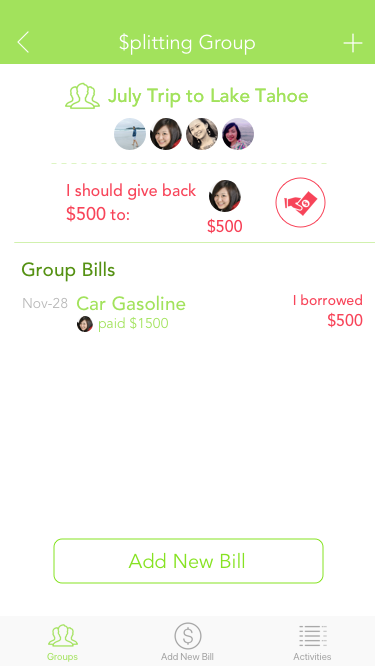 $plitting Group
July Trip to Lake Tahoe
I should give back
$500 to:
$500
Group Bills
Nov-28 Car Gasoline I borrowed
paid $1500 $500
Add New Bill
$
Groups Add New Bill Activities